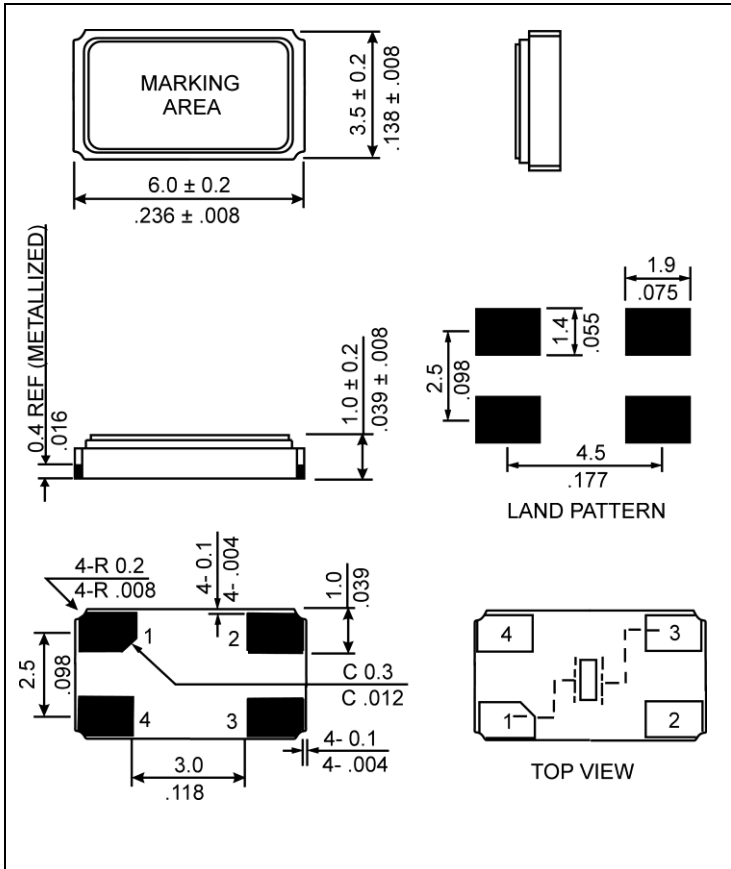 MARKING
AREA
3.5 ± 0.2
.138 ± .008
6.0 ± 0.2
.236 ± .008
0.4 REF (METALLIZED)
.016
1.0 ± 0.2
.039 ± .008
1.9
.075
1.4
.055
2.5
.098
4.5
.177
LAND PATTERN
4-R 0.2
4-R .008
4- 0.1
4- .004
1.0
.039
1
2
2.5
.098
C 0.3
C .012
4
3
4- 0.1
4- .004
3.0
.118
4
3
1
2
TOP VIEW